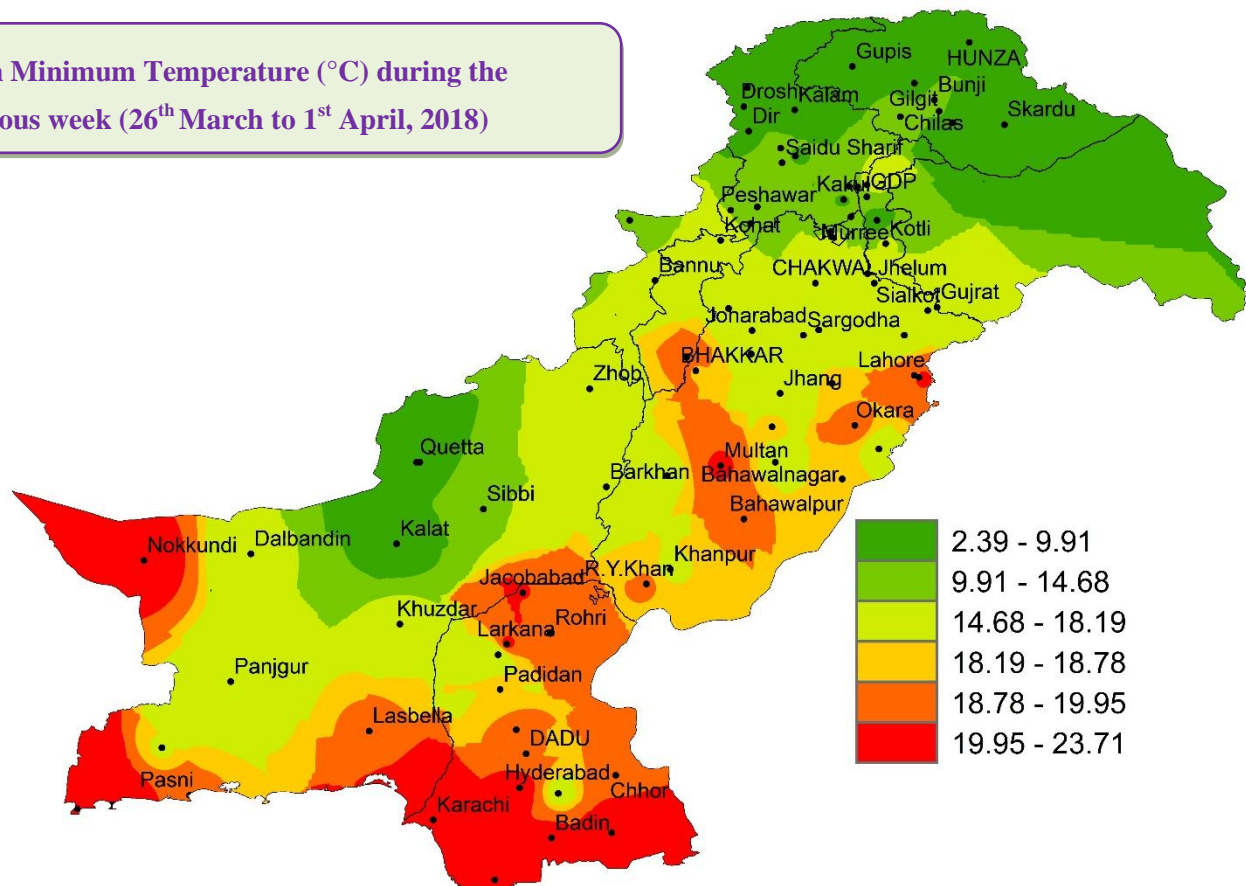 Minimum Temperature (°C) during the
week (26th March to 1st April, 2018)
Gupis
HUNZA
Bunji
Drosh
Kalam
Gilgit
Skardu
Dir
Chilas
Saidu Sharif
GDP
Peshawar
Kohat
Murree
Kotli
Bannu
CHAKWAL
Jhelum
Sialkot
Gujrat
Joharabad
Sargodha
BHAKKAR
Lahore
Zhob
Jhang
Okara
Quetta
Multan
Barkhan
Bahawalnagar
Sibbi
Bahawalpur
Kalat
Nokkundi
Dalbandin
Khanpur
R.Y.Khan
Jacobabad
Khuzdar
Rohri
Larkana
Panjgur
Padidan
Lasbella
DADU
Pasni
Hyderabad
Chhor
Karachi
Badin
2.39 - 9.91
9.91 - 14.68
14.68 - 18.19
18.19 - 18.78
18.78 - 19.95
19.95 - 23.71